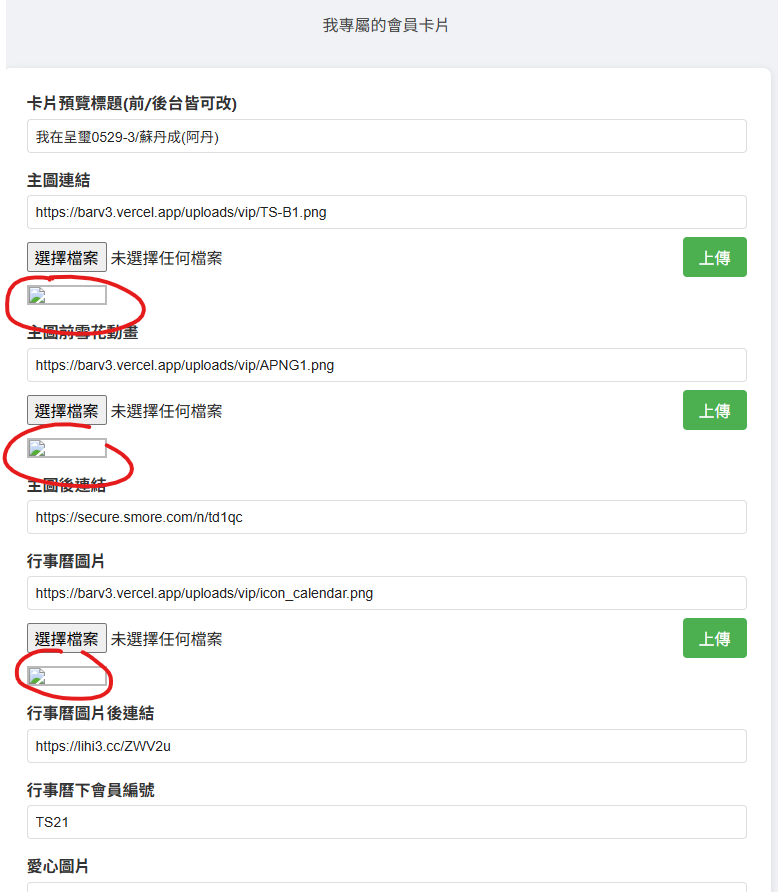 我專屬的會員卡片
卡片預覽標題(前/後台皆可改)
我在呈璽0529-3/蘇丹成(阿丹)
主圖連結
https://barv3.vercel.app/uploads/vip/TS-B1.png
選擇檔案 未選擇任何檔案 上傳
主圖前雪花動畫
https://barv3.vercel.app/uploads/vip/APNG1.png
選擇檔案 未選擇任何檔案 上傳
主圖後連結
https://secure.smore.com/n/td1qc
行事曆圖片
https://barv3.vercel.app/uploads/vip/icon_calendar.png
選擇檔案 未選擇任何檔案 上傳
行事曆圖片後連結
https://lihi3.cc/ZWV2u
行事曆下會員編號
TS21
愛心圖片